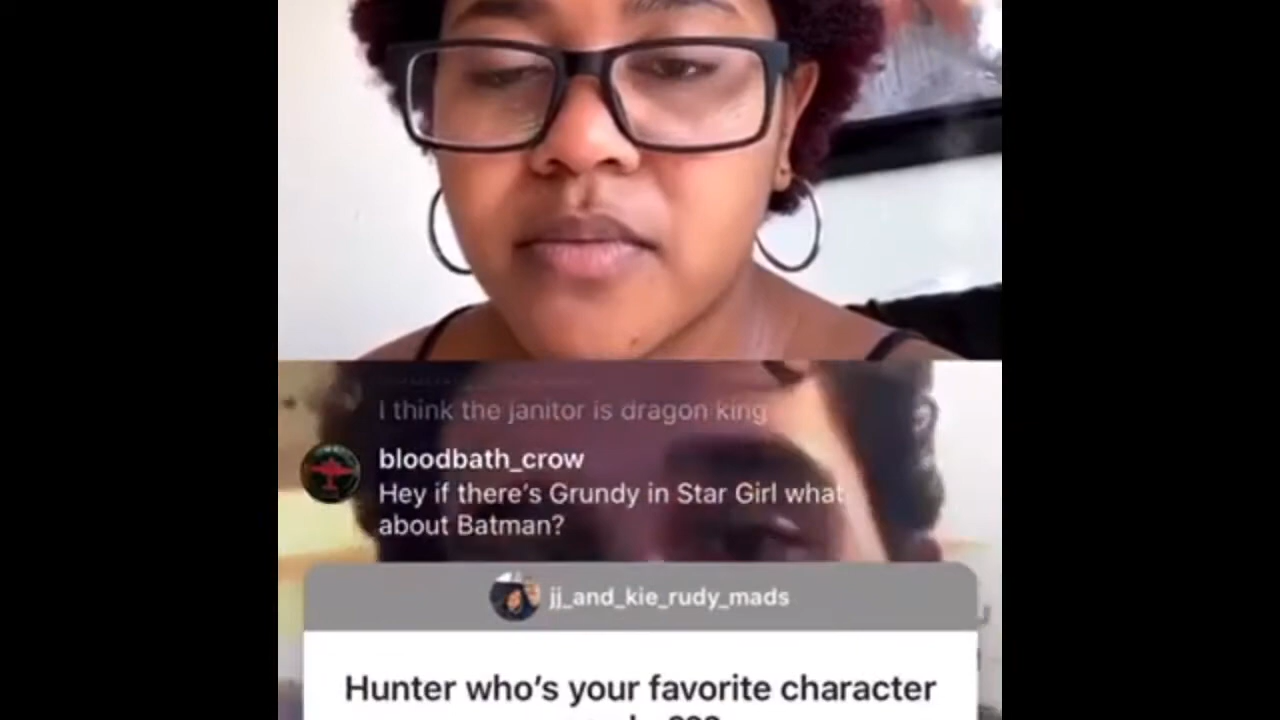 I think the janitor is dragon king
bloodbath_crow
Hey if there's Grundy in Star Girl what
about Batman?
jj_and_kie_rudy_mads
Hunter who's your favorite character